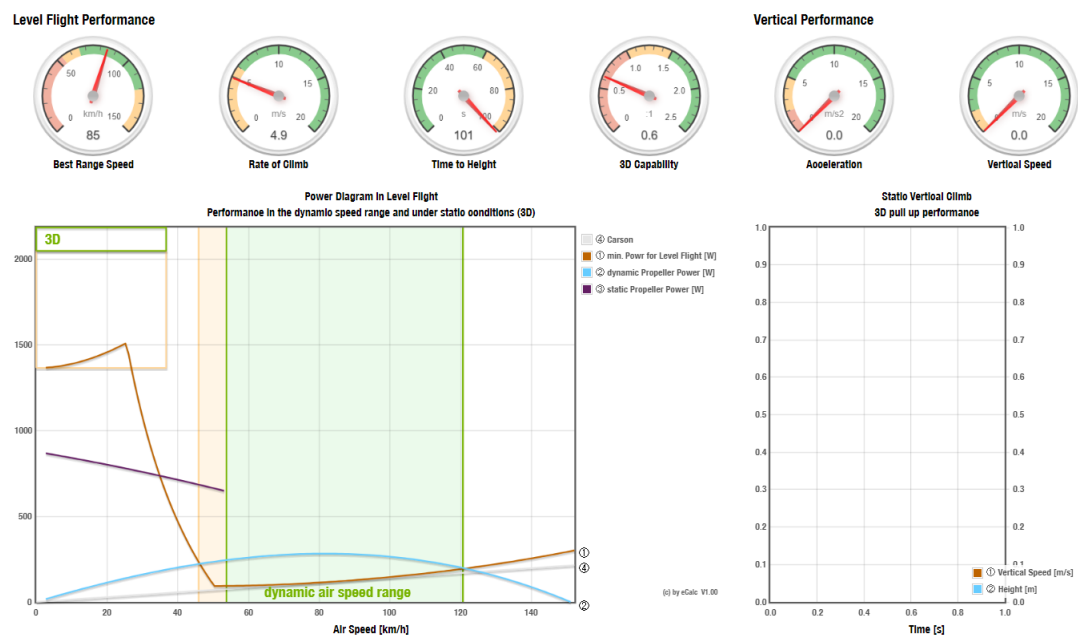 Level Flight Performance
Vertical Performance
0 50 100 150
km/h
85
Best Range Speed
0 5 10 15 20
m/s
4.9
Rate of Climb
0 20 40 60 80 100
s
101
Time to Height
0 0.5 1.0 1.5 2.0 2.5
:1
0.6
3D Capability
0 5 10 15 20
m/s2
0.0
Acceleration
0 5 10 15 20
m/s
0.0
Vertical Speed
Power Diagram in Level Flight
Performance in the dynamic speed range and under static conditions (3D)
3D
2000
1500
1000
500
0
0 20 40 60 80 100 120 140
dynamic air speed range
Air Speed [km/h]
①
④
②
④ Carson
① min. Powr for Level Flight [W]
② dynamic Propeller Power [W]
③ static Propeller Power [W]
(c) by eCalc V1.00
Static Vertical Climb
3D pull up performance
1.0 1.0
0.9 0.9
0.8 0.8
0.7 0.7
0.6 0.6
0.5 0.5
0.4 0.4
0.3 0.3
0.2 0.2
0.1 0.1
① Vertical Speed [m/s]
② Height [m]
0.0 0.0
0.0 0.2 0.4 0.6 0.8 1.0
Time [s]